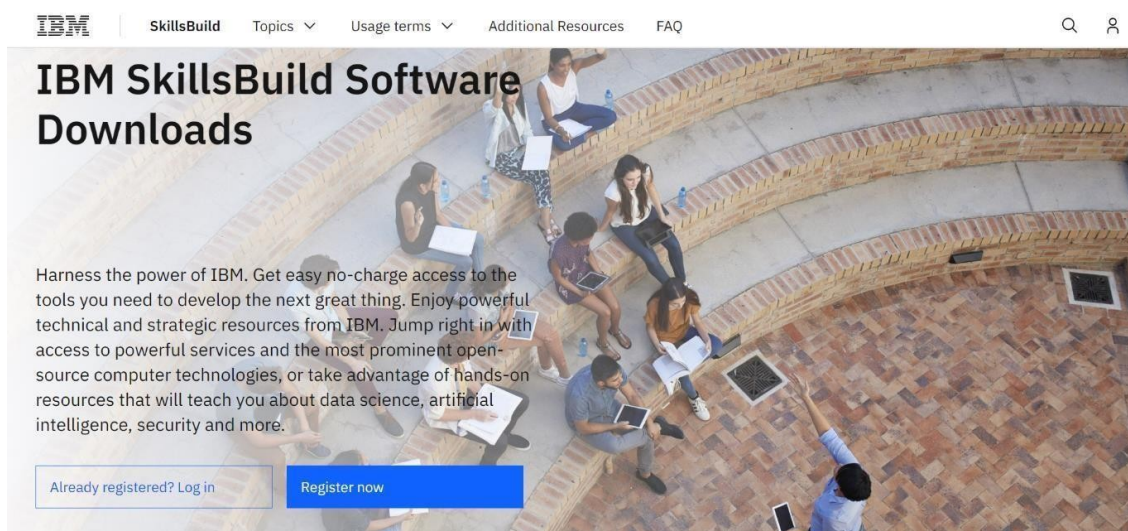 IBM
SkillsBuild
Topics
Usage terms
Additional Resources
FAQ
IBM SkillsBuild Software
Downloads
Harness the power of IBM. Get easy no-charge access to the
tools you need to develop the next great thing. Enjoy powerful
technical and strategic resources from IBM. Jump right in with
access to powerful services and the most prominent open-
source computer technologies, or take advantage of hands-on
resources that will teach you about data science, artificial
intelligence, security and more.
Already registered? Log in
Register now